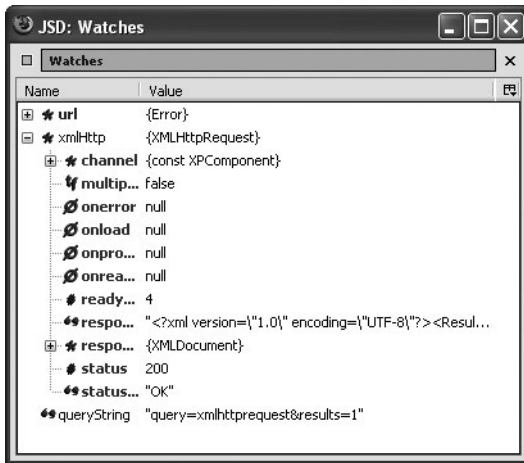 JSD: Watches
Watches
Name Value
url {Error}
xmlHttp {XMLHttpRequest}
channel {const XPComponent}
multip... false
onerror null
onload null
onpro... null
onrea... null
ready... 4
respo... "<?xml version=\"1.0\" encoding=\"UTF-8\"?><Resul...
respo... {XMLDocument}
status 200
status... "OK"
queryString "query=xmlhttprequest&results=1"